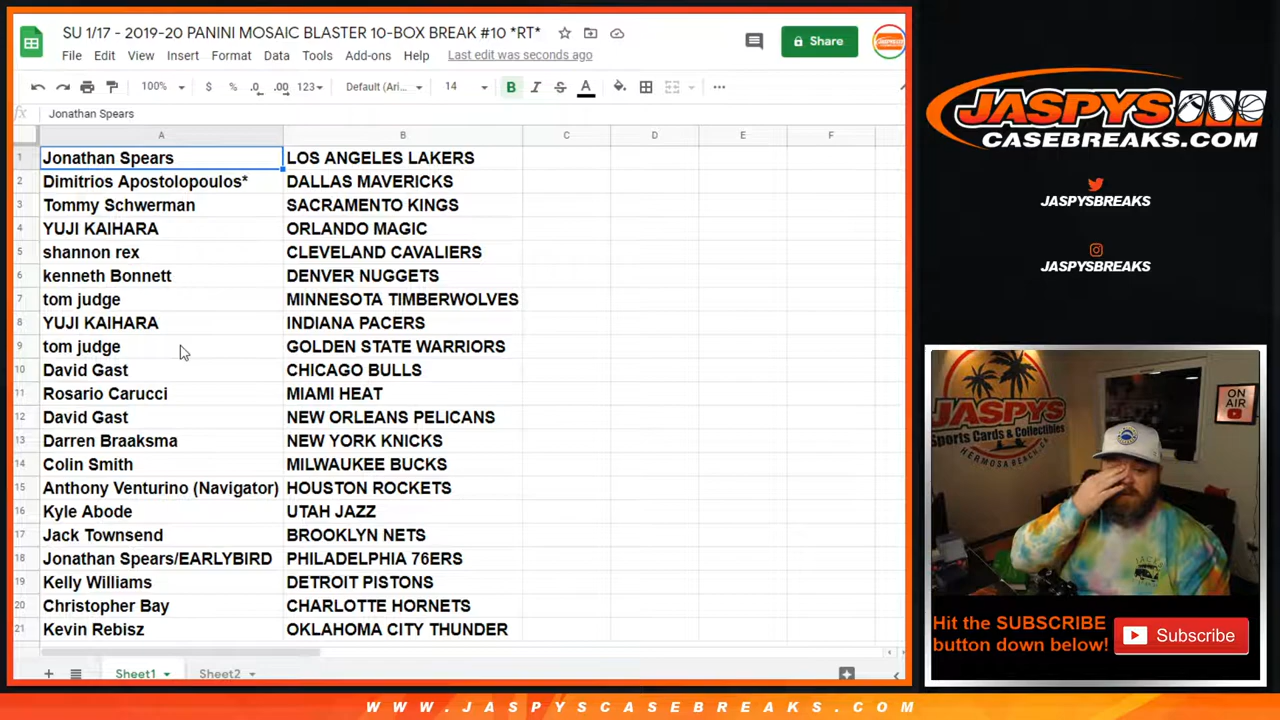 SU 1/17 - 2019-20 PANINI MOSAIC BLASTER 10-BOX BREAK #10 *RT*
File Edit View Insert Format Data Tools Add-ons Help Last edit was seconds ago
Share
100% $ % .0 .00 123 Default (Ari... 14 B I S A
fx Jonathan Spears
A B C D E F
1 Jonathan Spears LOS ANGELES LAKERS
2 Dimitrios Apostolopoulos* DALLAS MAVERICKS
3 Tommy Schwerman SACRAMENTO KINGS
4 YUJI KAIHARA ORLANDO MAGIC
5 shannon rex CLEVELAND CAVALIERS
6 kenneth Bonnett DENVER NUGGETS
7 tom judge MINNESOTA TIMBERWOLVES
8 YUJI KAIHARA INDIANA PACERS
9 tom judge GOLDEN STATE WARRIORS
10 David Gast CHICAGO BULLS
11 Rosario Carucci MIAMI HEAT
12 David Gast NEW ORLEANS PELICANS
13 Darren Braaksma NEW YORK KNICKS
14 Colin Smith MILWAUKEE BUCKS
15 Anthony Venturino (Navigator) HOUSTON ROCKETS
16 Kyle Abode UTAH JAZZ
17 Jack Townsend BROOKLYN NETS
18 Jonathan Spears/EARLYBIRD PHILADELPHIA 76ERS
19 Kelly Williams DETROIT PISTONS
20 Christopher Bay CHARLOTTE HORNETS
21 Kevin Rebisz OKLAHOMA CITY THUNDER
Sheet1 Sheet2
JASPYS
CASEBREAKS.COM
JASPYSBREAKS
JASPYSBREAKS
JASPYS
Sports Cards & Collectibles
HERMOSA BEACH, CA
ON
AIR
Hit the SUBSCRIBE
button down below!
Subscribe
WWW.JASPYSCASEBREAKS.COM